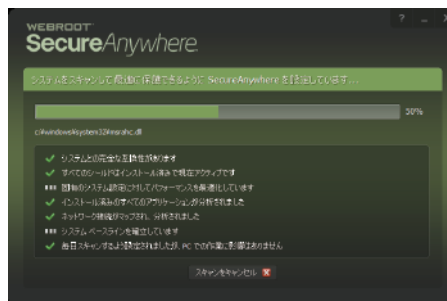 ? - X
WEBROOT
SecureAnywhere
システムをスキャンして最適に保護できるように SecureAnywhere を設定しています...
50%
c:¥windows¥system32¥msrahc.dll
システムとの完全な互換性があります
すべてのシールドはインストール済みで現在アクティブです
固有のシステム設定に対してパフォーマンスを最適化しています
インストール済みのすべてのアプリケーションが分析されました
ネットワーク接続がマップされ、分析されました
システム ベースラインを確立しています
毎日スキャンするよう設定されましたが、PC での作業に影響はありません
スキャンをキャンセル